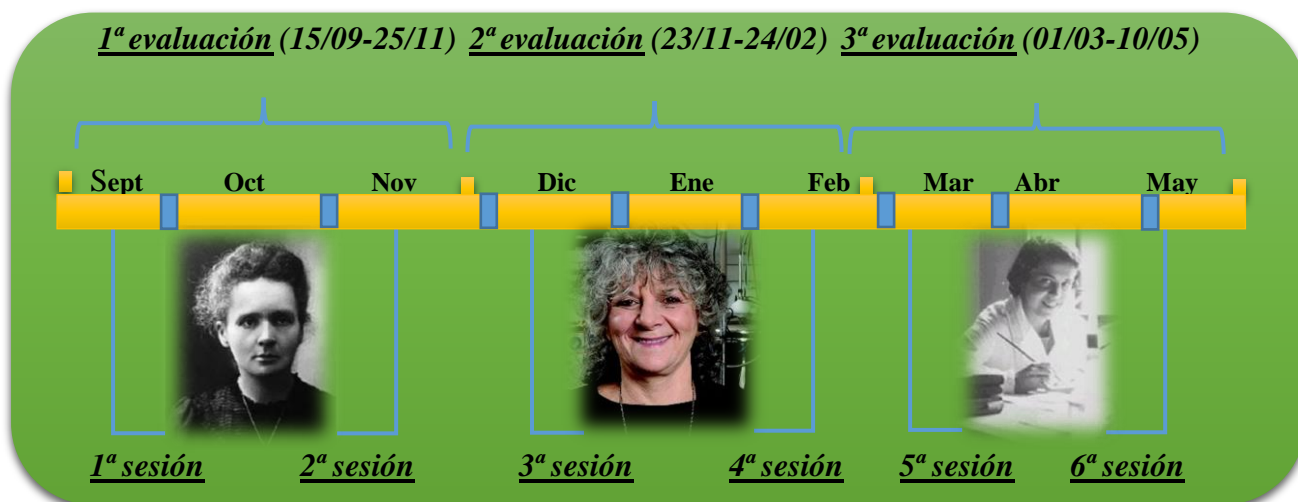 1ª evaluación (15/09-25/11) 2ª evaluación (23/11-24/02) 3ª evaluación (01/03-10/05)
Sept Oct Nov Dic Ene Feb Mar Abr May
1ª sesión 2ª sesión 3ª sesión 4ª sesión 5ª sesión 6ª sesión